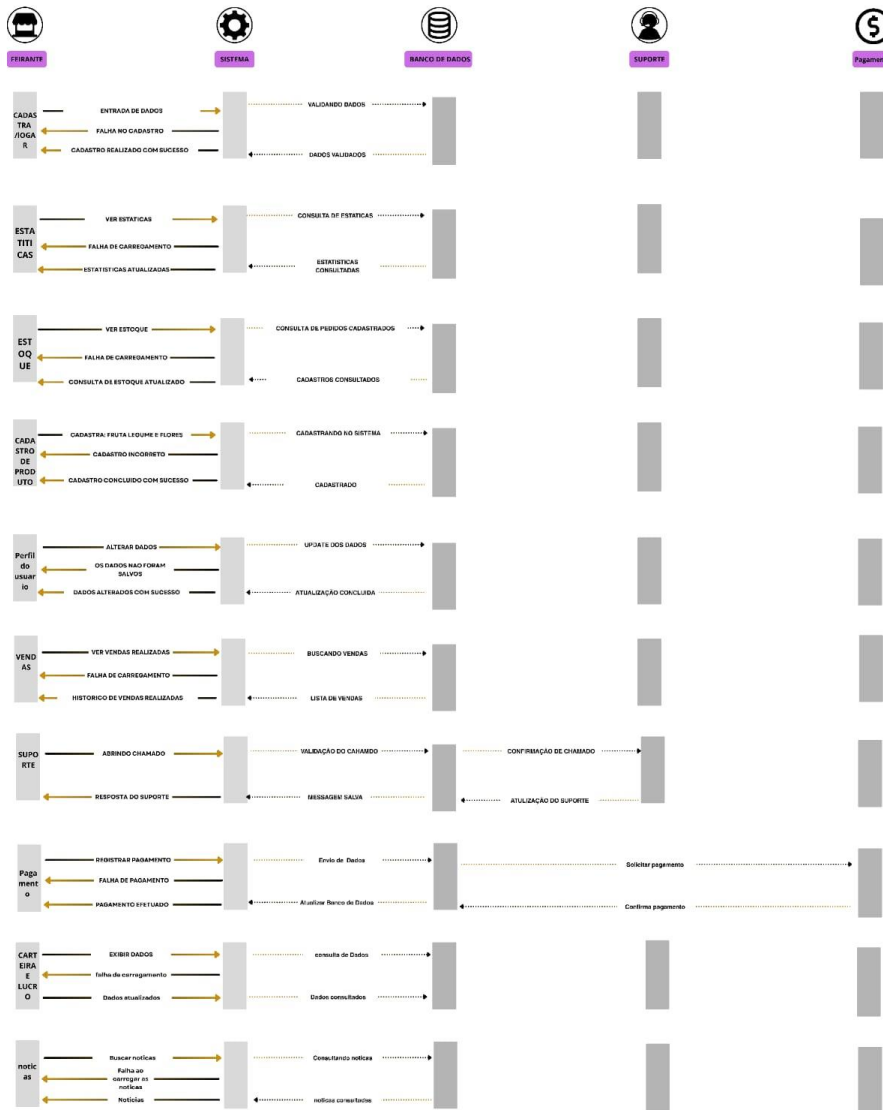 FEIRANTE
SISTEMA
BANCO DE DADOS
SUPORTE
Pagamen
CADAS
TRA
/lOGA
R
ENTRADA DE DADOS
FALHA NO CADASTRO
CADASTRO REALIZADO COM SUCESSO
VALIDANDO DADOS
DADOS VALIDADOS
ESTA
TITI
CAS
VER ESTATICAS
FALHA DE CARREGAMENTO
ESTATISTICAS ATUALIZADAS
CONSULTA DE ESTATICAS
ESTATISTICAS
CONSULTADAS
EST
OQ
UE
VER ESTOQUE
FALHA DE CARREGAMENTO
CONSULTA DE ESTOQUE ATUALIZADO
CONSULTA DE PEDIDOS CADASTRADOS
CADASTROS CONSULTADOS
CADA
STRO
DE
PROD
UTO
CADASTRA: FRUTA LEGUME E FLORES
CADASTRO INCORRETO
CADASTRO CONCLUIDO COM SUCESSO
CADASTRANDO NO SISTEMA
CADASTRADO
Perfil
do
usuar
io
ALTERAR DADOS
OS DADOS NAO FORAM
SALVOS
DADOS ALTERADOS COM SUCESSO
UPDATE DOS DADOS
ATUALIZAÇÃO CONCLUIDA
VEND
AS
VER VENDAS REALIZADAS
FALHA DE CARREGAMENTO
HISTORICO DE VENDAS REALIZADAS
BUSCANDO VENDAS
LISTA DE VENDAS
SUPO
RTE
ABRINDO CHAMADO
RESPOSTA DO SUPORTE
VALIDAÇÃO DO CAHAMDO
MESSAGEM SALVA
CONFIRMAÇÃO DE CHAMADO
ATULIZAÇÃO DO SUPORTE
Paga
ment
o
REGISTRAR PAGAMENTO
FALHA DE PAGAMENTO
PAGAMENTO EFETUADO
Envio de Dados
Atualizar Banco de Dados
Solicitar pagamento
Confirma pagamento
CART
EIRA E
LUCR
O
EXIBIR DADOS
falha de carregamento
Dados atualizados
consulta de Dados
Dados consultados
notic
as
Buscar noticas
Falha ao
carregar as
noticas
Noticias
Consultando noticas
noticas consultadas